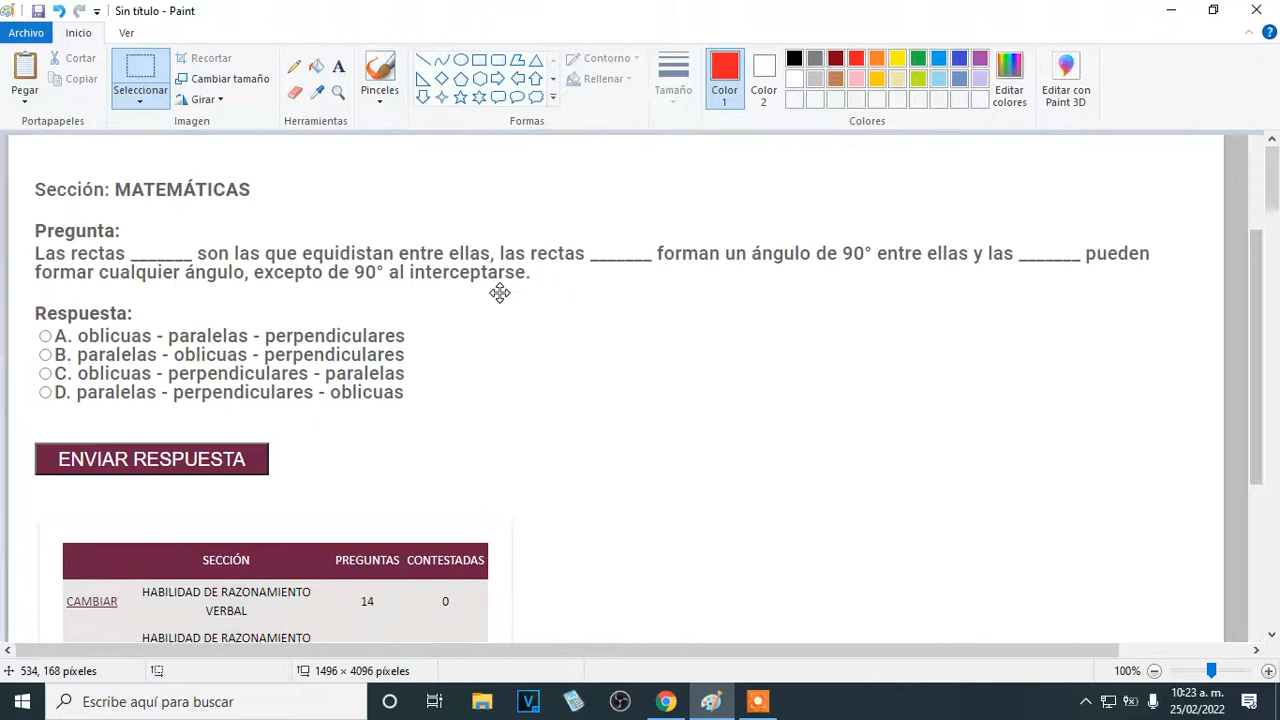 Sin título - Paint
Archivo Inicio Ver
Pegar
Cortar
Copiar
Portapapeles
Seleccionar
Recortar
Cambiar tamaño
Girar
Imagen
A
Herramientas
Pinceles
Contorno
Rellenar
Formas
Tamaño
Color 1
Color 2
Editar colores
Colores
Editar con Paint 3D
Sección: MATEMÁTICAS
Pregunta:
Las rectas _______ son las que equidistan entre ellas, las rectas _______ forman un ángulo de 90° entre ellas y las _______ pueden
formar cualquier ángulo, excepto de 90° al interceptarse.
Respuesta:
A. oblicuas - paralelas - perpendiculares
B. paralelas - oblicuas - perpendiculares
C. oblicuas - perpendiculares - paralelas
D. paralelas - perpendiculares - oblicuas
ENVIAR RESPUESTA
SECCIÓN PREGUNTAS CONTESTADAS
HABILIDAD DE RAZONAMIENTO
CAMBIAR 14 0
VERBAL
HABILIDAD DE RAZONAMIENTO
534, 168 píxeles 1496 × 4096 píxeles 100%
Escribe aquí para buscar
10:23 a. m.
25/02/2022